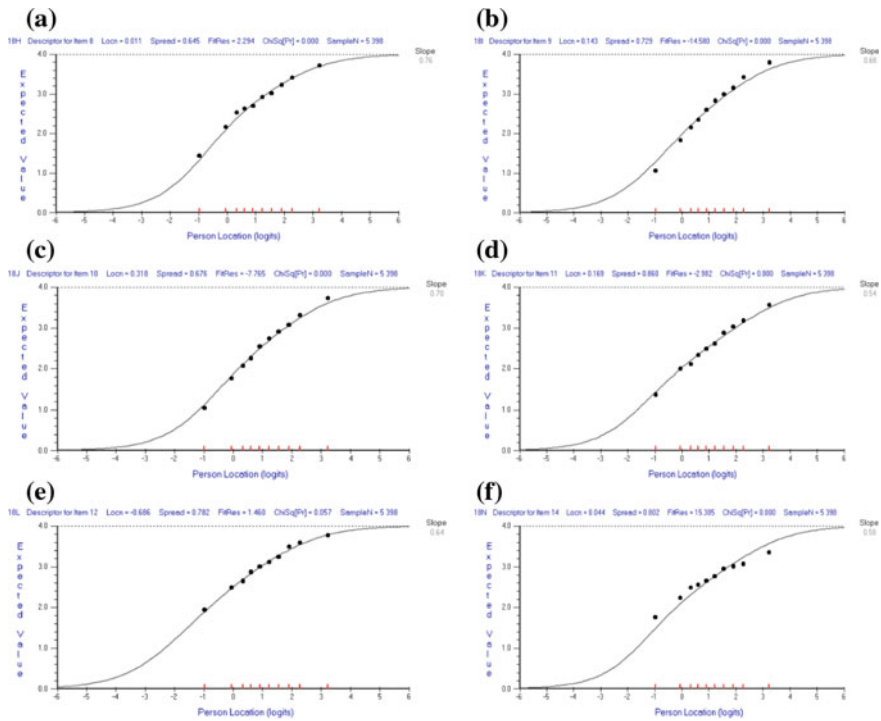 (a)
18H Descriptor for Item 8 Locn = 0.011 Spread = 0.645 FitRes = 2.294 ChiSq[Pr] = 0.000 SampleN = 5 398
Slope
0.76
4.0
3.0
2.0
1.0
0.0
Expected Value
-6 -5 -4 -3 -2 -1 0 1 2 3 4 5 6
Person Location (logits)
(b)
18I Descriptor for Item 9 Locn = 0.143 Spread = 0.729 FitRes = -14.580 ChiSq[Pr] = 0.000 SampleN = 5 398
Slope
0.68
4.0
3.0
2.0
1.0
0.0
Expected Value
-6 -5 -4 -3 -2 -1 0 1 2 3 4 5 6
Person Location (logits)
(c)
18J Descriptor for Item 10 Locn = 0.318 Spread = 0.676 FitRes = -7.765 ChiSq[Pr] = 0.000 SampleN = 5 398
Slope
0.70
4.0
3.0
2.0
1.0
0.0
Expected Value
-6 -5 -4 -3 -2 -1 0 1 2 3 4 5 6
Person Location (logits)
(d)
18K Descriptor for Item 11 Locn = 0.169 Spread = 0.860 FitRes = -2.982 ChiSq[Pr] = 0.000 SampleN = 5 398
Slope
0.54
4.0
3.0
2.0
1.0
0.0
Expected Value
-6 -5 -4 -3 -2 -1 0 1 2 3 4 5 6
Person Location (logits)
(e)
18L Descriptor for Item 12 Locn = -0.686 Spread = 0.782 FitRes = 1.460 ChiSq[Pr] = 0.057 SampleN = 5 398
Slope
0.64
4.0
3.0
2.0
1.0
0.0
Expected Value
-6 -5 -4 -3 -2 -1 0 1 2 3 4 5 6
Person Location (logits)
(f)
18N Descriptor for Item 14 Locn = 0.044 Spread = 0.802 FitRes = 15.305 ChiSq[Pr] = 0.000 SampleN = 5 398
Slope
0.58
4.0
3.0
2.0
1.0
0.0
Expected Value
-6 -5 -4 -3 -2 -1 0 1 2 3 4 5 6
Person Location (logits)